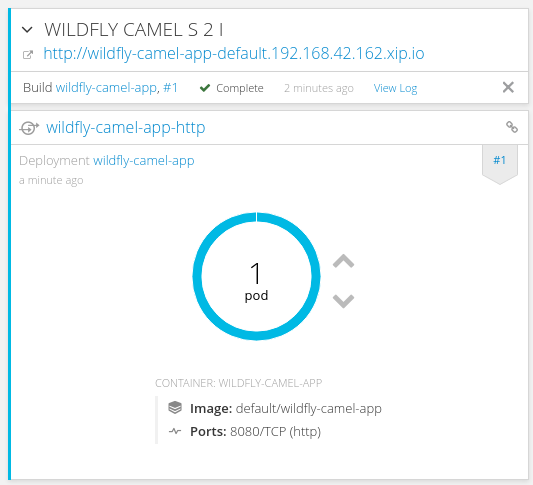 WILDFLY CAMEL S 2 I
http://wildfly-camel-app-default.192.168.42.162.xip.io
Build wildfly-camel-app, #1 Complete 2 minutes ago View Log
wildfly-camel-app-http
Deployment wildfly-camel-app #1
a minute ago
1
pod
CONTAINER: WILDFLY-CAMEL-APP
Image: default/wildfly-camel-app
Ports: 8080/TCP (http)